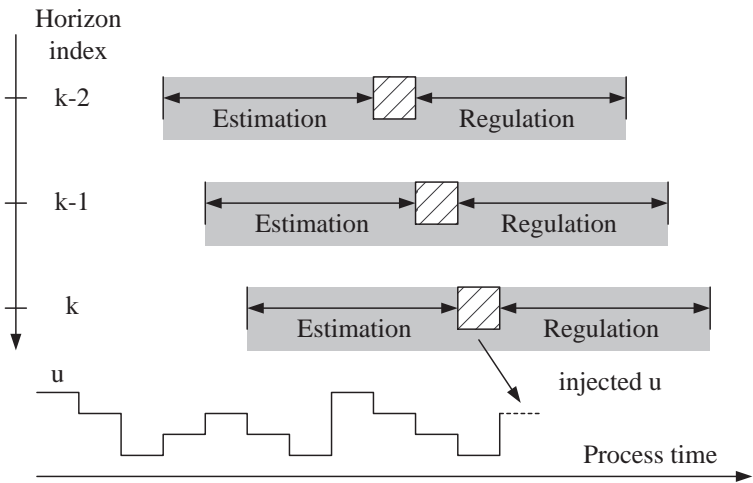 Horizon
index
k-2
Estimation
Regulation
k-1
Estimation
Regulation
k
Estimation
Regulation
u
injected u
Process time